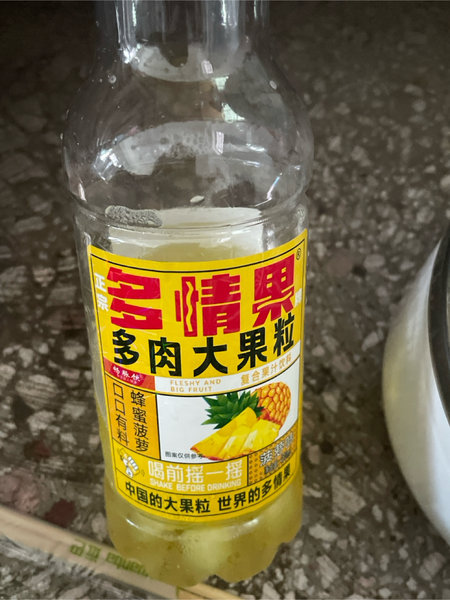 正宗
多情果®
多肉大果粒
FLESHY AND
BIG FRUIT
复合果汁饮料
蜂蜜菠萝
口口有料
图案仅供参考
喝前摇一摇
SHAKE BEFORE DRINKING
中国的大果粒 世界的多情果